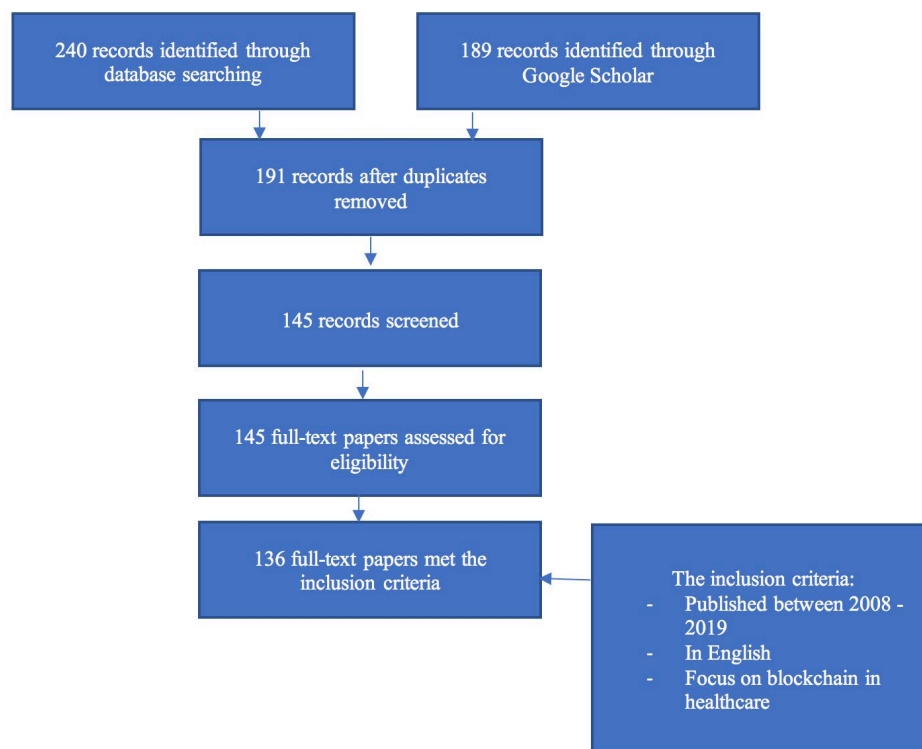 240 records identified through
database searching
189 records identified through
Google Scholar
191 records after duplicates
removed
145 records screened
145 full-text papers assessed for
eligibility
136 full-text papers met the
inclusion criteria
The inclusion criteria:
- Published between 2008 -
2019
- In English
- Focus on blockchain in
healthcare